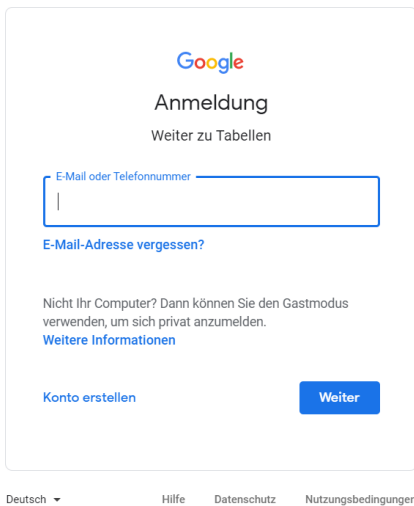 Google
Anmeldung
Weiter zu Tabellen
E-Mail oder Telefonnummer
E-Mail-Adresse vergessen?
Nicht Ihr Computer? Dann können Sie den Gastmodus
verwenden, um sich privat anzumelden.
Weitere Informationen
Konto erstellen Weiter
Deutsch Hilfe Datenschutz Nutzungsbedingungen